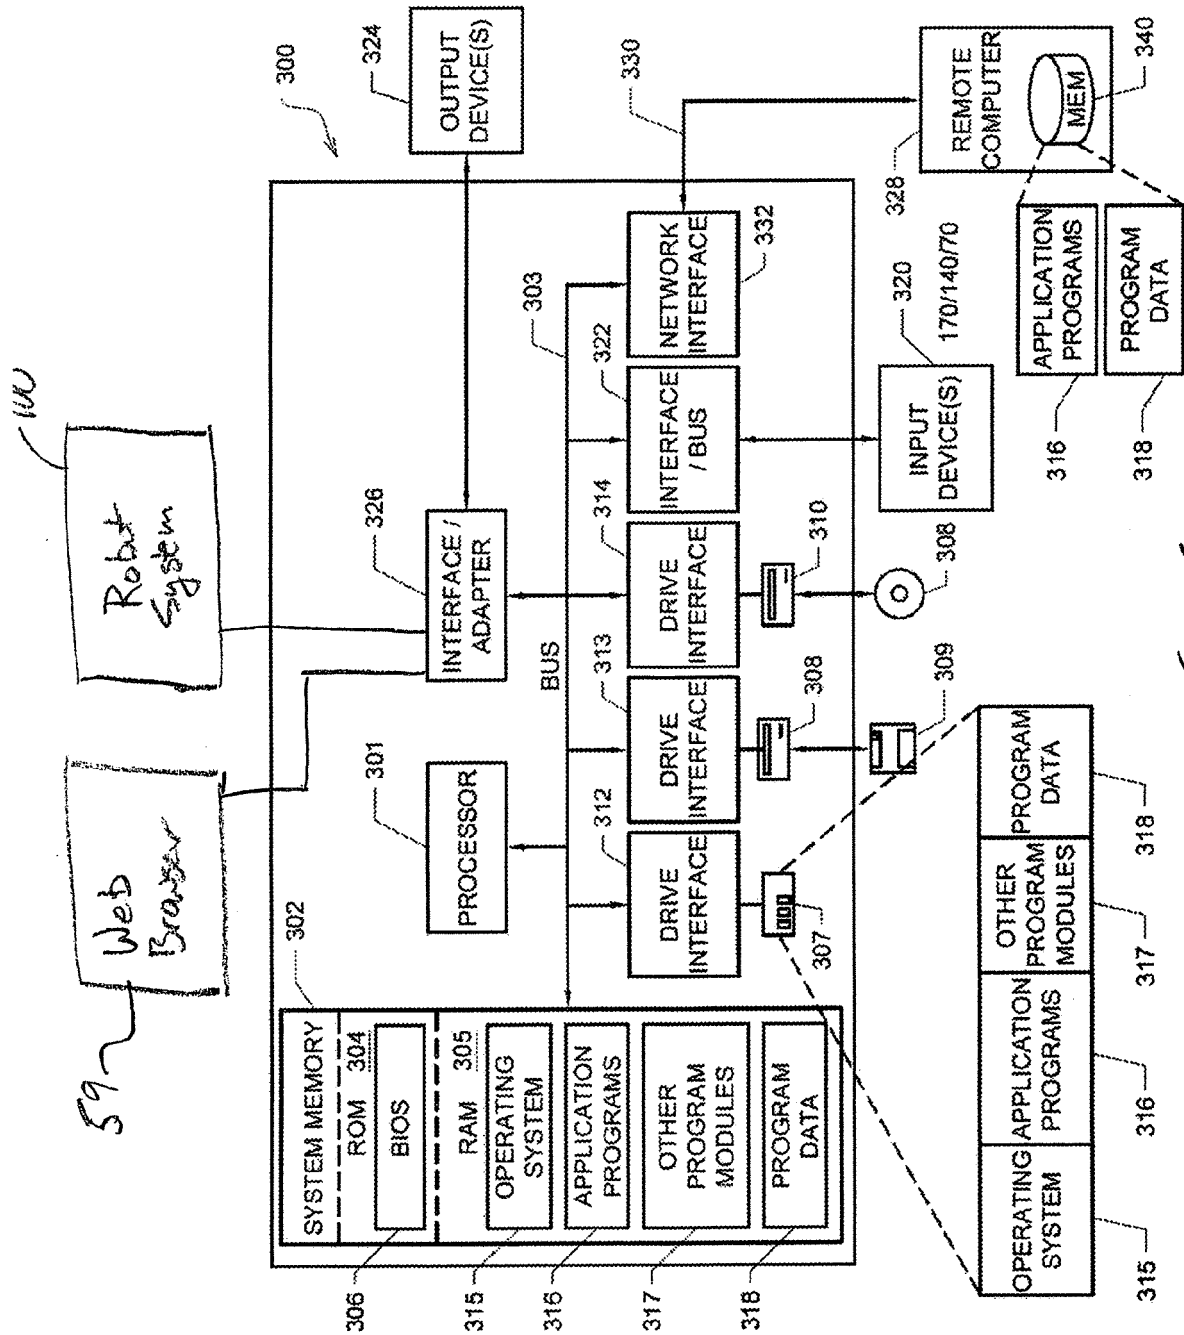 59
Web
Browser
Robot
System
100
300
302
SYSTEM MEMORY
ROM 304
BIOS
306
RAM 305
OPERATING
SYSTEM
315
APPLICATION
PROGRAMS
316
OTHER
PROGRAM
MODULES
317
PROGRAM
DATA
318
301
PROCESSOR
326
INTERFACE /
ADAPTER
324
OUTPUT
DEVICE(S)
BUS
303
312
DRIVE
INTERFACE
313
DRIVE
INTERFACE
314
DRIVE
INTERFACE
322
INTERFACE
/ BUS
NETWORK
INTERFACE
332
330
307
308
310
309
308
INPUT
DEVICE(S)
320
170/140/70
328
REMOTE
COMPUTER
MEM
340
OPERATING
SYSTEM
315
APPLICATION
PROGRAMS
316
OTHER
PROGRAM
MODULES
317
PROGRAM
DATA
318
APPLICATION
PROGRAMS
316
PROGRAM
DATA
318